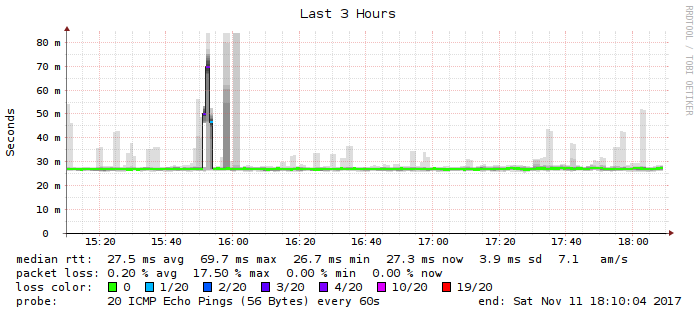 Last 3 Hours
RRDTOOL / TOBI OETIKER
Seconds
80 m
70 m
60 m
50 m
40 m
30 m
20 m
10 m
0
15:20 15:40 16:00 16:20 16:40 17:00 17:20 17:40 18:00
median rtt: 27.5 ms avg 69.7 ms max 26.7 ms min 27.3 ms now 3.9 ms sd 7.1 am/s
packet loss: 0.20 % avg 17.50 % max 0.00 % min 0.00 % now
loss color: 0 1/20 2/20 3/20 4/20 10/20 19/20
probe: 20 ICMP Echo Pings (56 Bytes) every 60s end: Sat Nov 11 18:10:04 2017